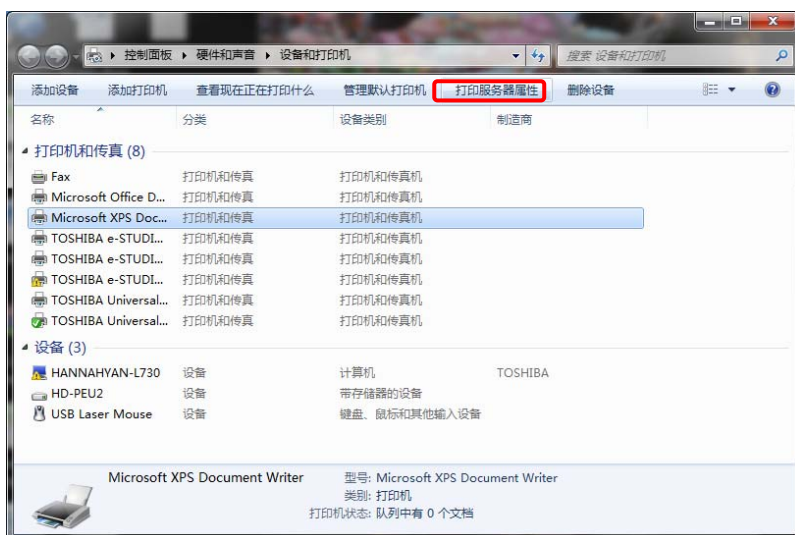 控制面板 硬件和声音 设备和打印机 搜索 设备和打印机
添加设备 添加打印机 查看现在正在打印什么 管理默认打印机 打印服务器属性 删除设备
名称 分类 设备类别 制造商
打印机和传真 (8)
Fax 打印机和传真 打印机和传真机
Microsoft Office D... 打印机和传真 打印机和传真机
Microsoft XPS Doc... 打印机和传真 打印机和传真机
TOSHIBA e-STUDI... 打印机和传真 打印机和传真机
TOSHIBA e-STUDI... 打印机和传真 打印机和传真机
TOSHIBA e-STUDI... 打印机和传真 打印机和传真机
TOSHIBA Universal... 打印机和传真 打印机和传真机
TOSHIBA Universal... 打印机和传真 打印机和传真机
设备 (3)
HANNAHYAN-L730 设备 计算机 TOSHIBA
HD-PEU2 设备 带存储器的设备
USB Laser Mouse 设备 键盘、鼠标和其他输入设备
Microsoft XPS Document Writer 型号: Microsoft XPS Document Writer
类别: 打印机
打印机状态: 队列中有 0 个文档